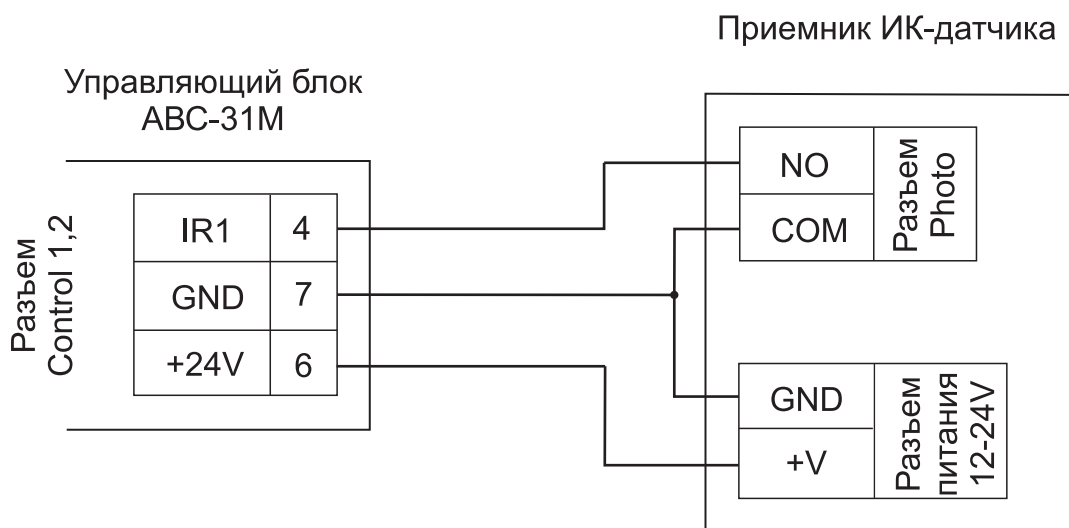 Приемник ИК-датчика
Управляющий блок
АВС-31М
Разъем
Control 1,2
IR1 4
GND 7
+24V 6
NO
COM
Разъем
Photo
GND
+V
Разъем
питания
12-24V